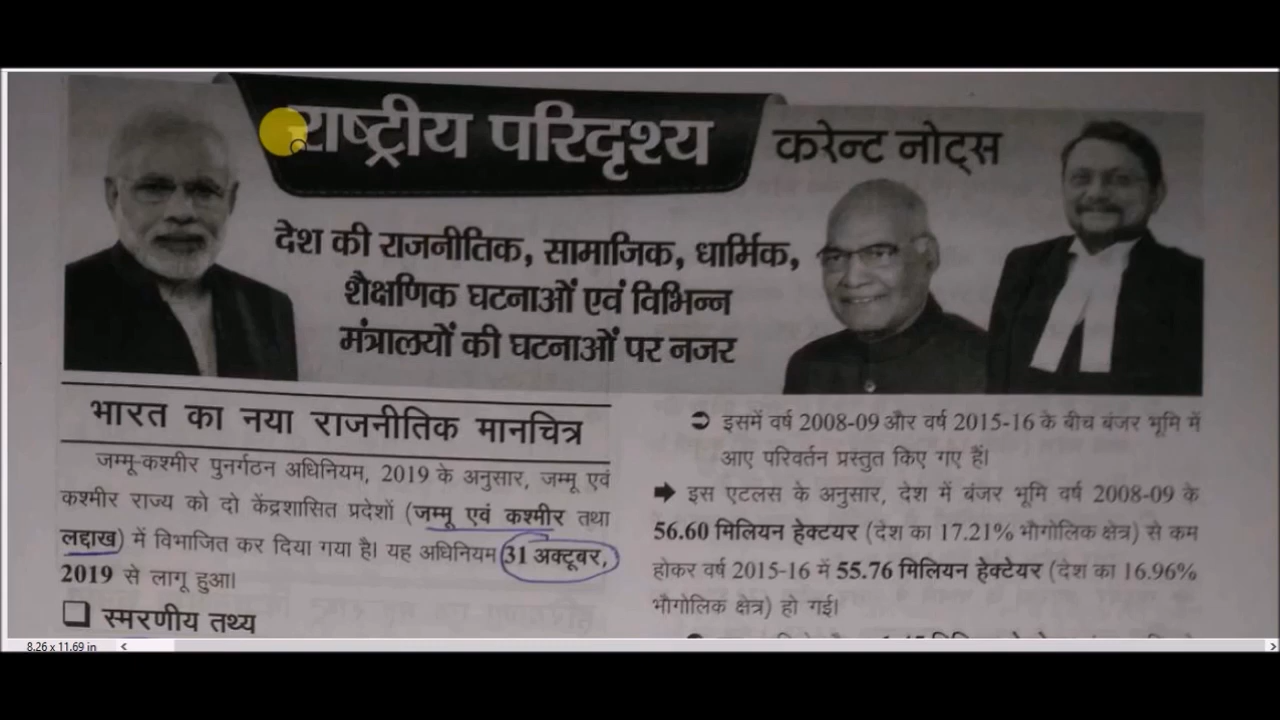 राष्ट्रीय परिदृश्य
करेन्ट नोट्स
देश की राजनीतिक, सामाजिक, धार्मिक,
शैक्षणिक घटनाओं एवं विभिन्न
मंत्रालयों की घटनाओं पर नजर
भारत का नया राजनीतिक मानचित्र
जम्मू-कश्मीर पुनर्गठन अधिनियम, 2019 के अनुसार, जम्मू एवं
कश्मीर राज्य को दो केंद्रशासित प्रदेशों (जम्मू एवं कश्मीर तथा
लद्दाख) में विभाजित कर दिया गया है। यह अधिनियम 31 अक्टूबर,
2019 से लागू हुआ।
❑ स्मरणीय तथ्य
➲ इसमें वर्ष 2008-09 और वर्ष 2015-16 के बीच बंजर भूमि में
आए परिवर्तन प्रस्तुत किए गए हैं।
➡ इस एटलस के अनुसार, देश में बंजर भूमि वर्ष 2008-09 के
56.60 मिलियन हेक्टयर (देश का 17.21% भौगोलिक क्षेत्र) से कम
होकर वर्ष 2015-16 में 55.76 मिलियन हेक्टेयर (देश का 16.96%
भौगोलिक क्षेत्र) हो गई।
8.26 x 11.69 in